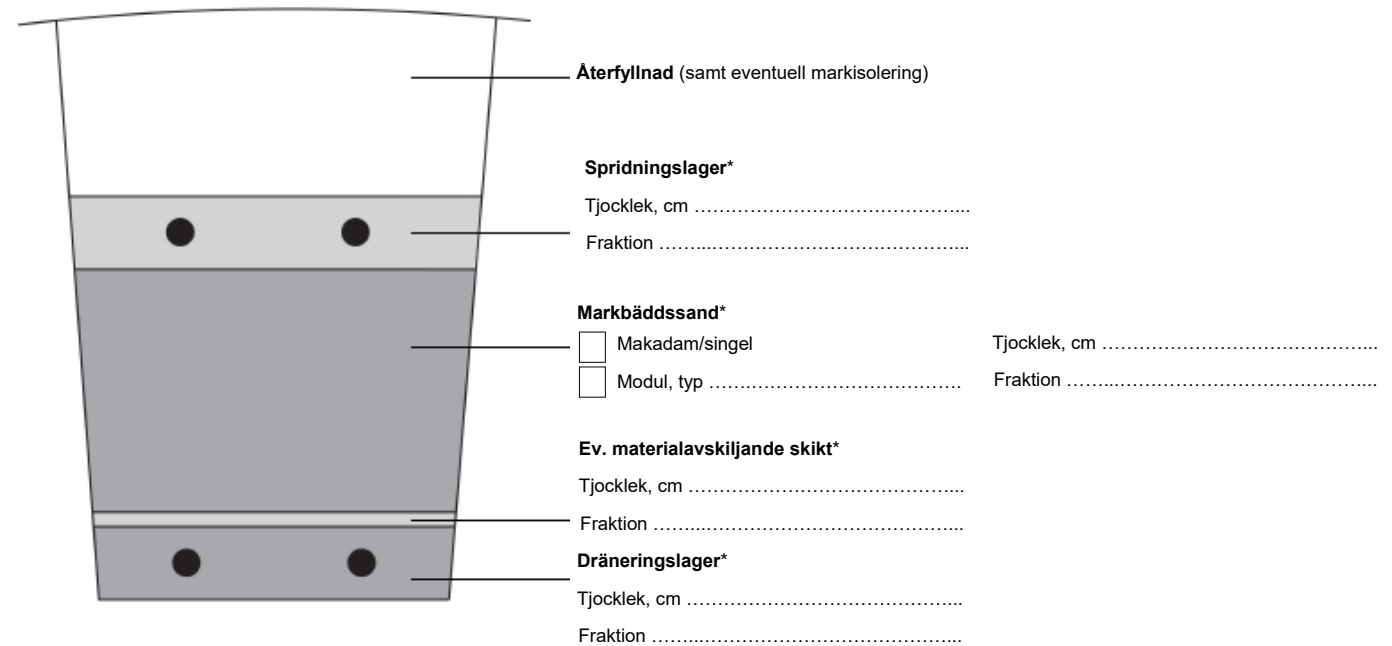 Återfyllnad (samt eventuell markisolering)
Spridningslager*
Tjocklek, cm ……………………………………...
Fraktion ……...…………………………………...
Markbäddssand*
Makadam/singel
Tjocklek, cm ……………………………………...
Modul, typ …….………………………….…….
Fraktion ……...…………………………………...
Ev. materialavskiljande skikt*
Tjocklek, cm ……………………………………...
Fraktion ……...…………………………………...
Dräneringslager*
Tjocklek, cm ……………………………………...
Fraktion ……...…………………………………...